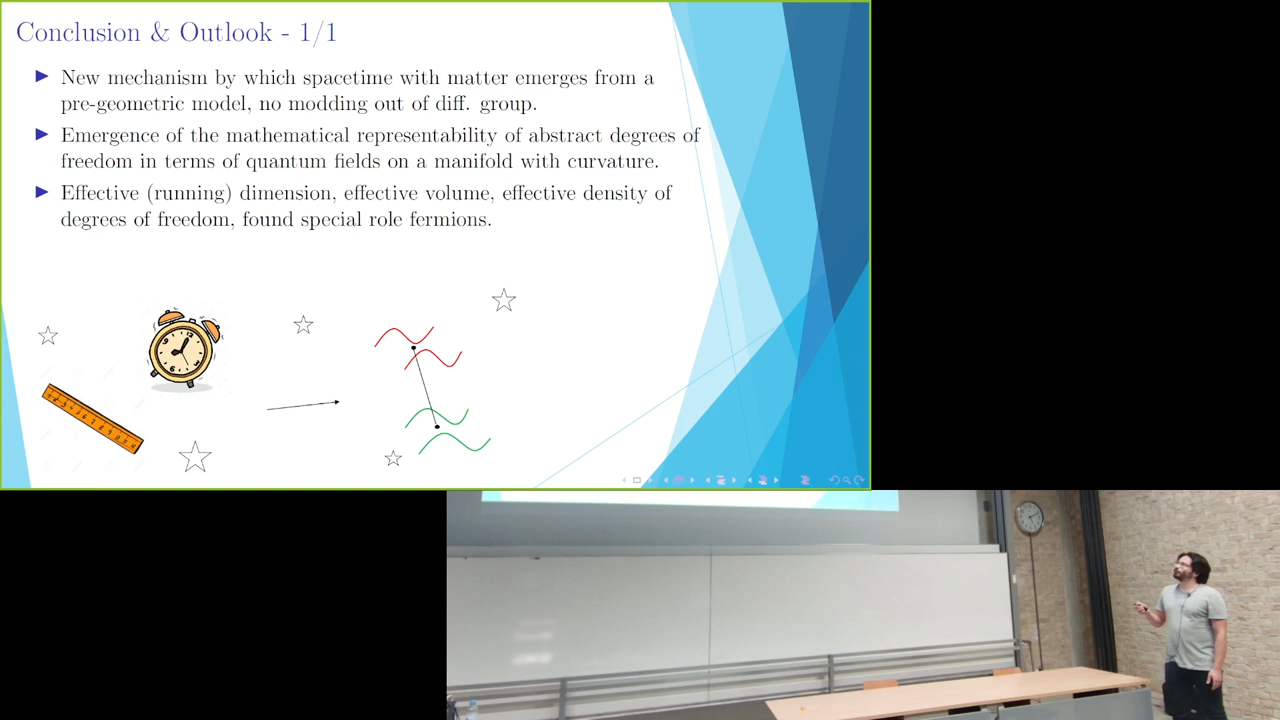 Conclusion & Outlook - 1/1
New mechanism by which spacetime with matter emerges from a
pre-geometric model, no modding out of diff. group.
Emergence of the mathematical representability of abstract degrees of
freedom in terms of quantum fields on a manifold with curvature.
Effective (running) dimension, effective volume, effective density of
degrees of freedom, found special role fermions.